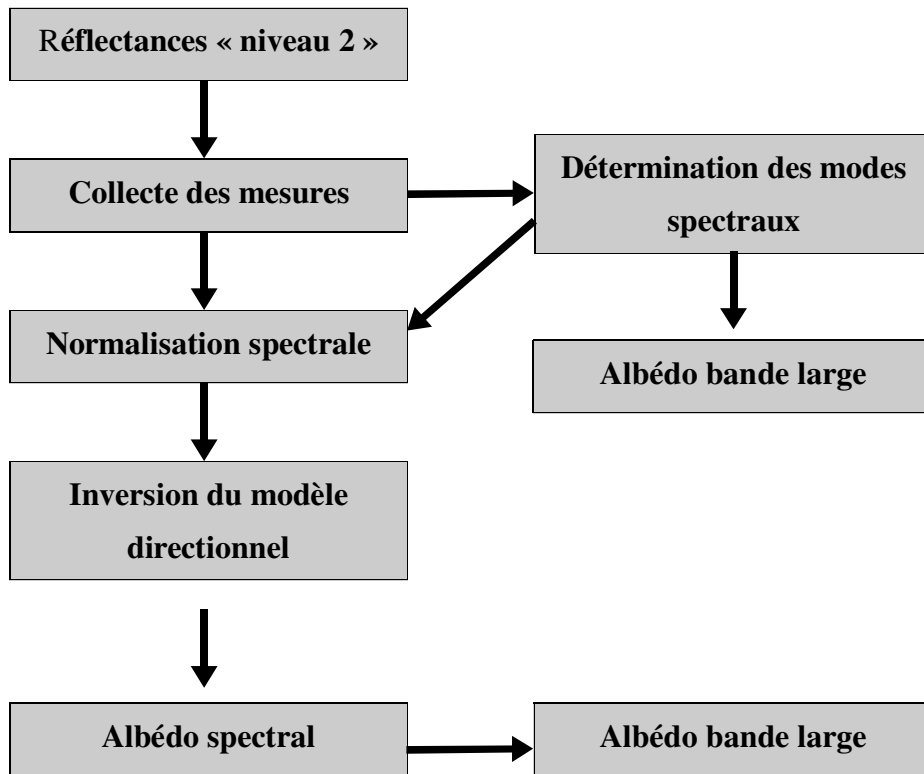 Réflectances « niveau 2 »
Collecte des mesures
Détermination des modes
spectraux
Normalisation spectrale
Albédo bande large
Inversion du modèle
directionnel
Albédo spectral
Albédo bande large